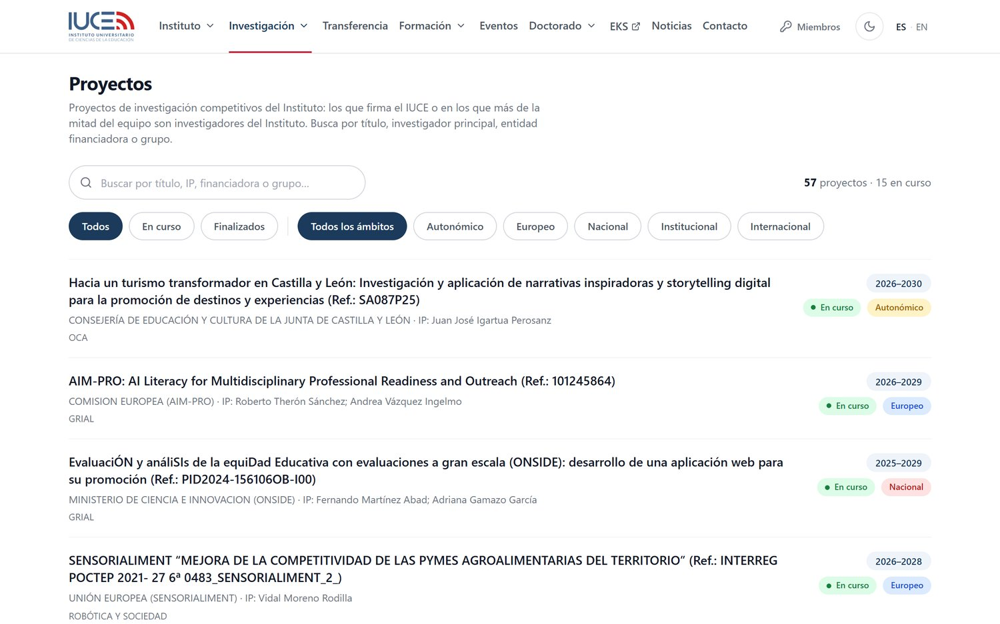 IUCE
INSTITUTO UNIVERSITARIO
DE CIENCIAS DE LA EDUCACIÓN
Instituto
Investigación
Transferencia
Formación
Eventos
Doctorado
EKS
Noticias
Contacto
Miembros
ES · EN
Proyectos
Proyectos de investigación competitivos del Instituto: los que firma el IUCE o en los que más de la
mitad del equipo son investigadores del Instituto. Busca por título, investigador principal, entidad
financiadora o grupo.
Buscar por título, IP, financiadora o grupo...
57 proyectos · 15 en curso
Todos
En curso
Finalizados
Todos los ámbitos
Autonómico
Europeo
Nacional
Institucional
Internacional
Hacia un turismo transformador en Castilla y León: Investigación y aplicación de narrativas inspiradoras y storytelling digital
para la promoción de destinos y experiencias (Ref.: SA087P25)
CONSEJERÍA DE EDUCACIÓN Y CULTURA DE LA JUNTA DE CASTILLA Y LEÓN · IP: Juan José Igartua Perosanz
OCA
2026–2030
En curso
Autonómico
AIM-PRO: AI Literacy for Multidisciplinary Professional Readiness and Outreach (Ref.: 101245864)
COMISION EUROPEA (AIM-PRO) · IP: Roberto Therón Sánchez; Andrea Vázquez Ingelmo
GRIAL
2026–2029
En curso
Europeo
EvaluaciÓN y análiSIs de la equiDad Educativa con evaluaciones a gran escala (ONSIDE): desarrollo de una aplicación web para
su promoción (Ref.: PID2024-156106OB-I00)
MINISTERIO DE CIENCIA E INNOVACION (ONSIDE) · IP: Fernando Martínez Abad; Adriana Gamazo García
GRIAL
2025–2029
En curso
Nacional
SENSORIALIMENT “MEJORA DE LA COMPETITIVIDAD DE LAS PYMES AGROALIMENTARIAS DEL TERRITORIO” (Ref.: INTERREG
POCTEP 2021- 27 6ª 0483_SENSORIALIMENT_2_)
UNIÓN EUROPEA (SENSORIALIMENT) · IP: Vidal Moreno Rodilla
ROBÓTICA Y SOCIEDAD
2026–2028
En curso
Europeo